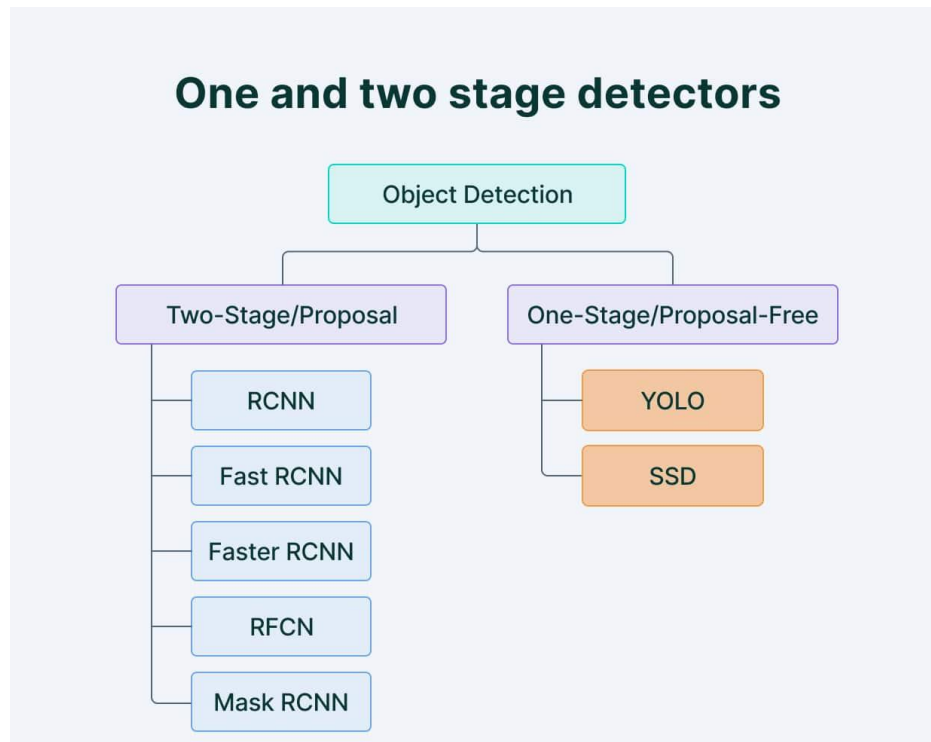 One and two stage detectors
Object Detection
Two-Stage/Proposal
One-Stage/Proposal-Free
RCNN
Fast RCNN
Faster RCNN
RFCN
Mask RCNN
YOLO
SSD